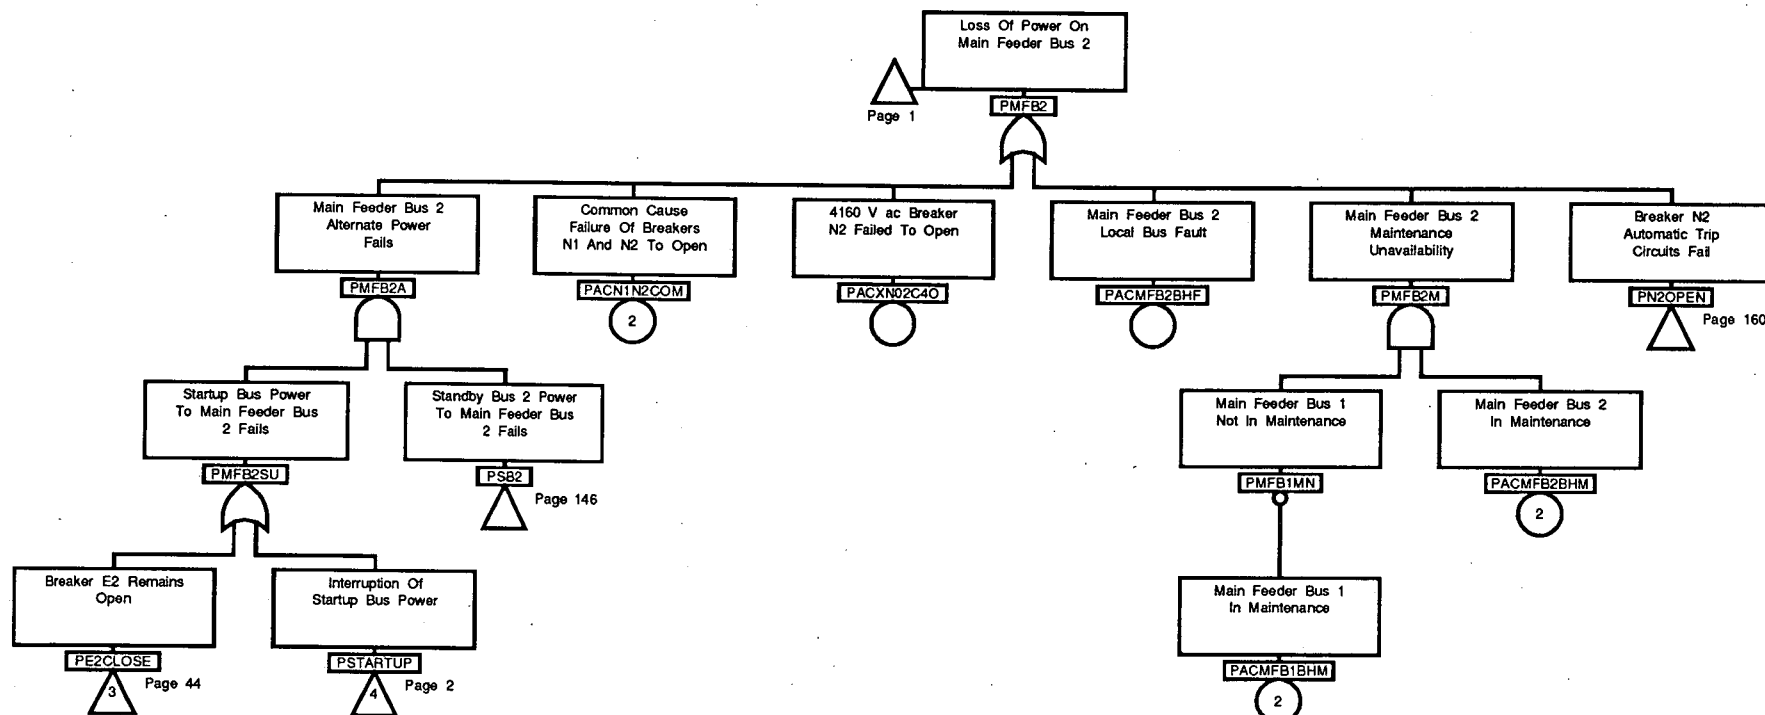 Loss Of Power On
Main Feeder Bus 2
Page 1
PMFB2
Main Feeder Bus 2
Alternate Power
Fails
PMFB2A
Common Cause
Failure Of Breakers
N1 And N2 To Open
PACN1N2COM
2
4160 V ac Breaker
N2 Failed To Open
PACXN02C4O
Main Feeder Bus 2
Local Bus Fault
PACMFB2BHF
Main Feeder Bus 2
Maintenance
Unavailability
PMFB2M
Breaker N2
Automatic Trip
Circuits Fail
PN2OPEN
Page 160
Startup Bus Power
To Main Feeder Bus
2 Fails
PMFB2SU
Standby Bus 2 Power
To Main Feeder Bus
2 Fails
PSB2
Page 146
Main Feeder Bus 1
Not In Maintenance
PMFB1MN
Main Feeder Bus 2
In Maintenance
PACMFB2BHM
2
Breaker E2 Remains
Open
PE2CLOSE
3
Page 44
Interruption Of
Startup Bus Power
PSTARTUP
4
Page 2
Main Feeder Bus 1
In Maintenance
PACMFB1BHM
2